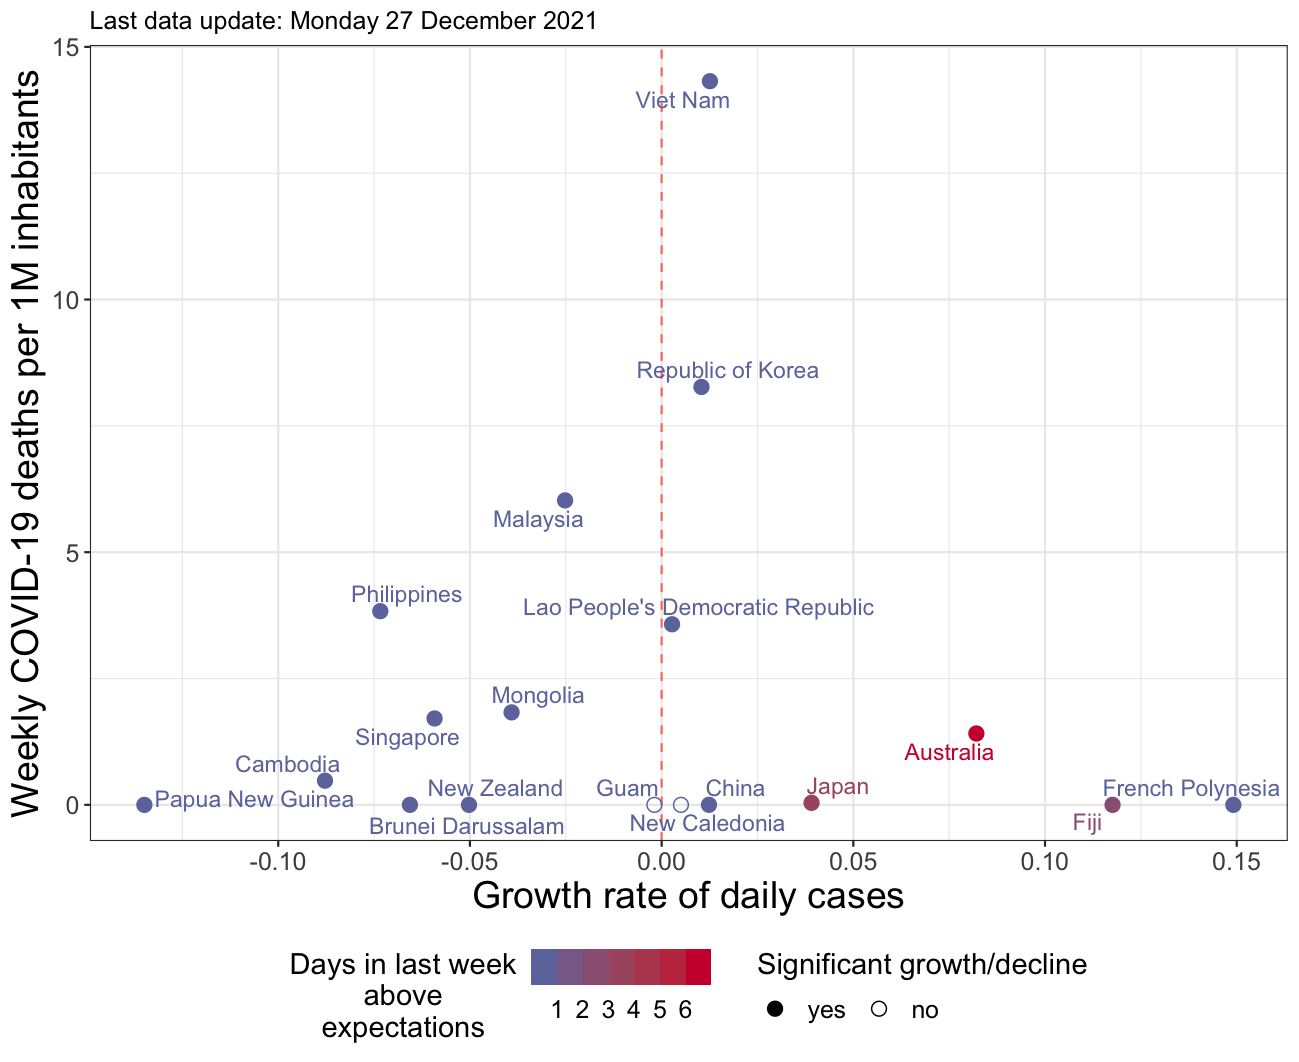 Last data update: Monday 27 December 2021
Weekly COVID-19 deaths per 1M inhabitants
15
10
5
0
Viet Nam
Republic of Korea
Malaysia
Philippines
Lao People's Democratic Republic
Mongolia
Singapore
Australia
Cambodia
Papua New Guinea
New Zealand
Guam
China
Japan
French Polynesia
Brunei Darussalam
New Caledonia
Fiji
-0.10 -0.05 0.00 0.05 0.10 0.15
Growth rate of daily cases
Days in last week
above
expectations
1 2 3 4 5 6
Significant growth/decline
yes no